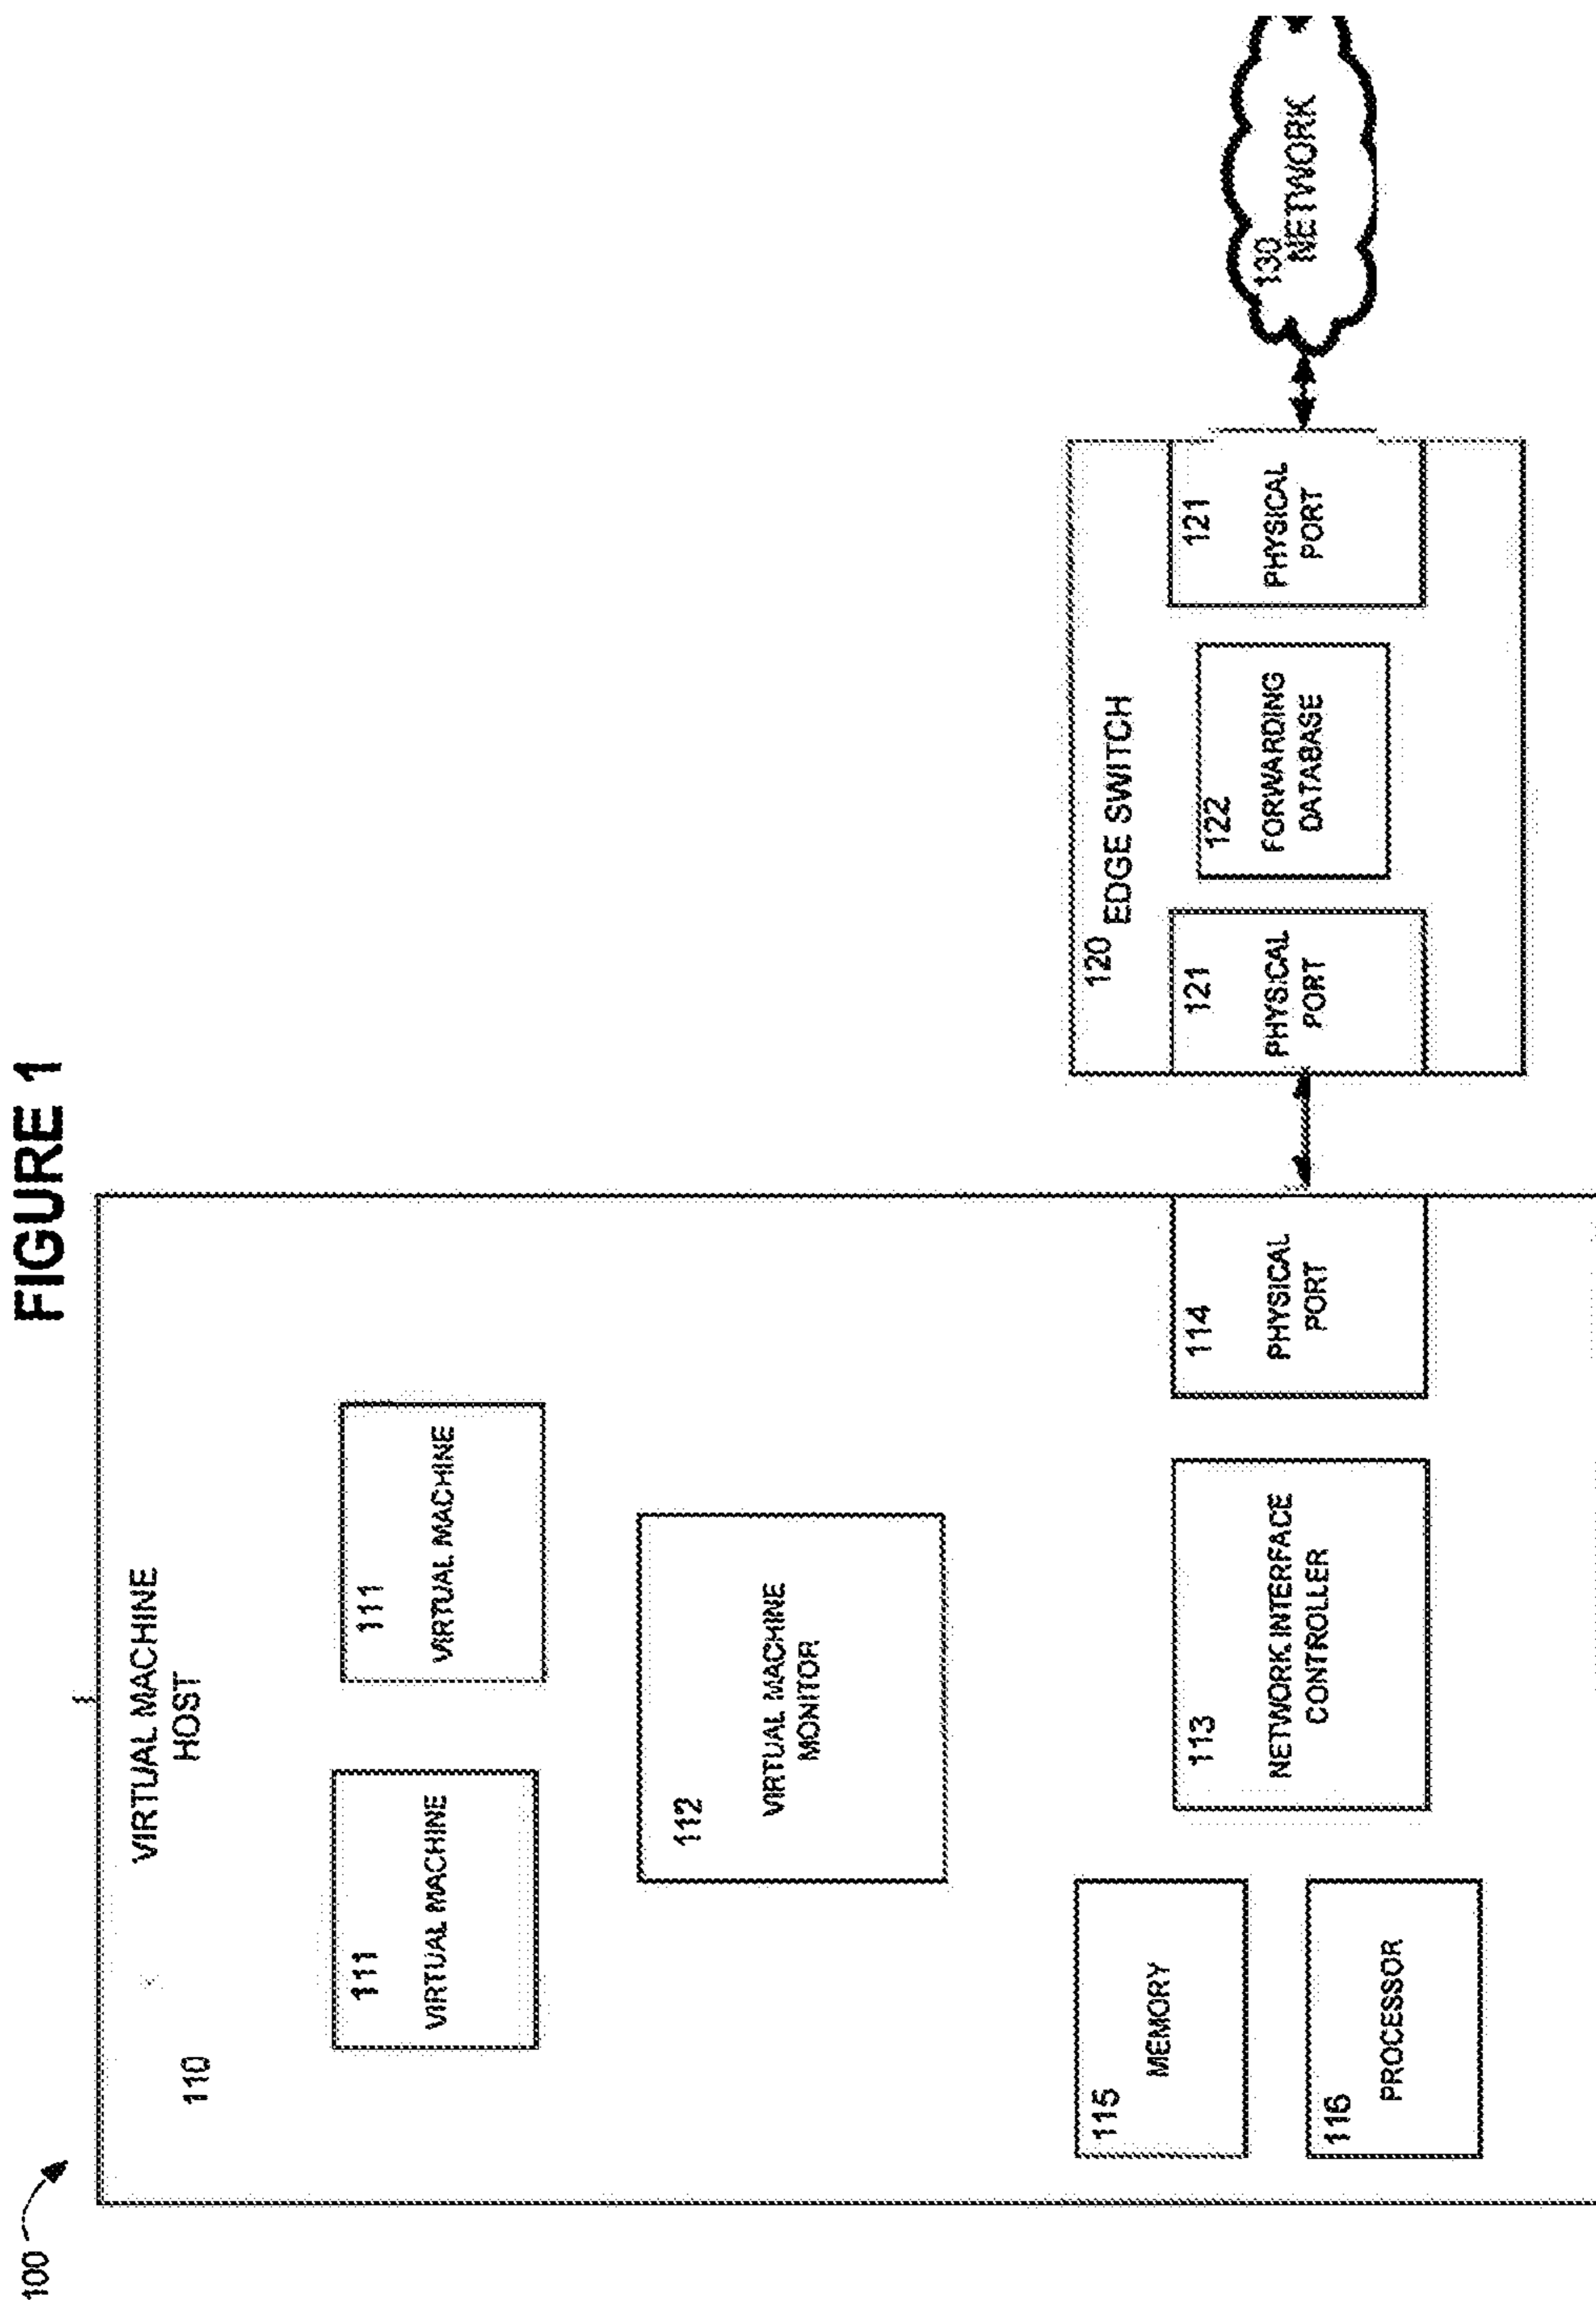 FIGURE 1
100
VIRTUAL MACHINE
HOST
110
111
VIRTUAL MACHINE
111
VIRTUAL MACHINE
112
VIRTUAL MACHINE
MONITOR
115
MEMORY
116
PROCESSOR
113
NETWORK INTERFACE
CONTROLLER
114
PHYSICAL
PORT
120
EDGE SWITCH
121
PHYSICAL
PORT
122
FORWARDING
DATABASE
121
PHYSICAL
PORT
130
NETWORK